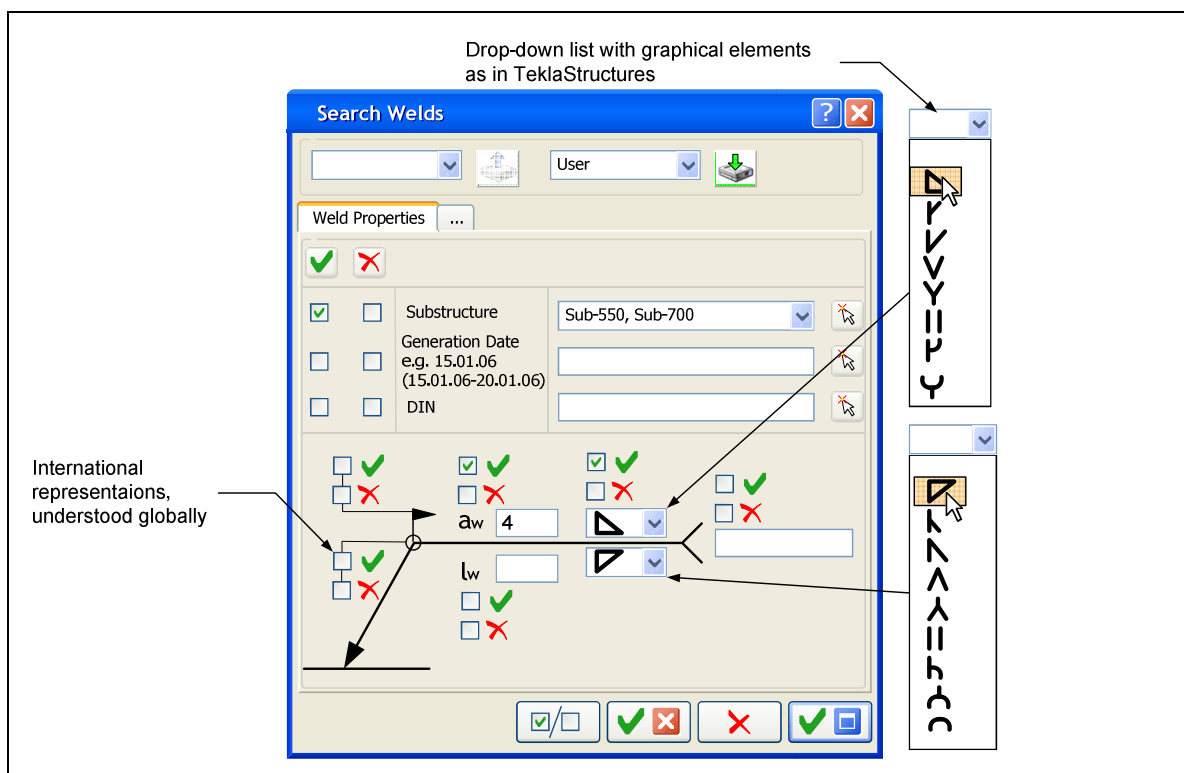 Drop-down list with graphical elements
as in TeklaStructures
Search Welds
User
Weld Properties
...
Substructure
Sub-550, Sub-700
Generation Date
e.g. 15.01.06
(15.01.06-20.01.06)
DIN
International
representaions,
understood globally
aw
4
lw